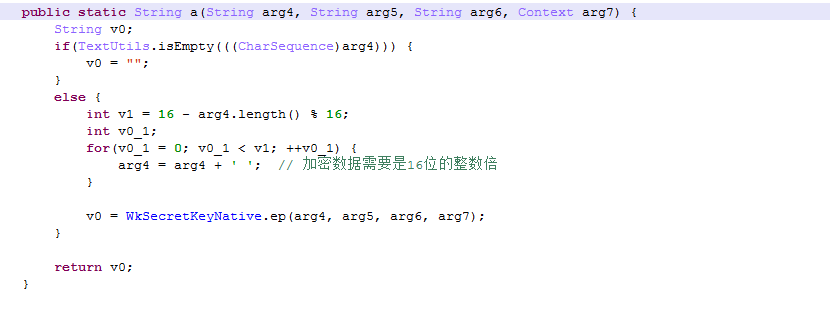 public static String a(String arg4, String arg5, String arg6, Context arg7) {
    String v0;
    if(TextUtils.isEmpty(((CharSequence)arg4))) {
        v0 = "";
    }
    else {
        int v1 = 16 - arg4.length() % 16;
        int v0_1;
        for(v0_1 = 0; v0_1 < v1; ++v0_1) {
            arg4 = arg4 + ' ';  // 加密数据需要是16位的整数倍
        }

        v0 = WkSecretKeyNative.ep(arg4, arg5, arg6, arg7);
    }

    return v0;
}